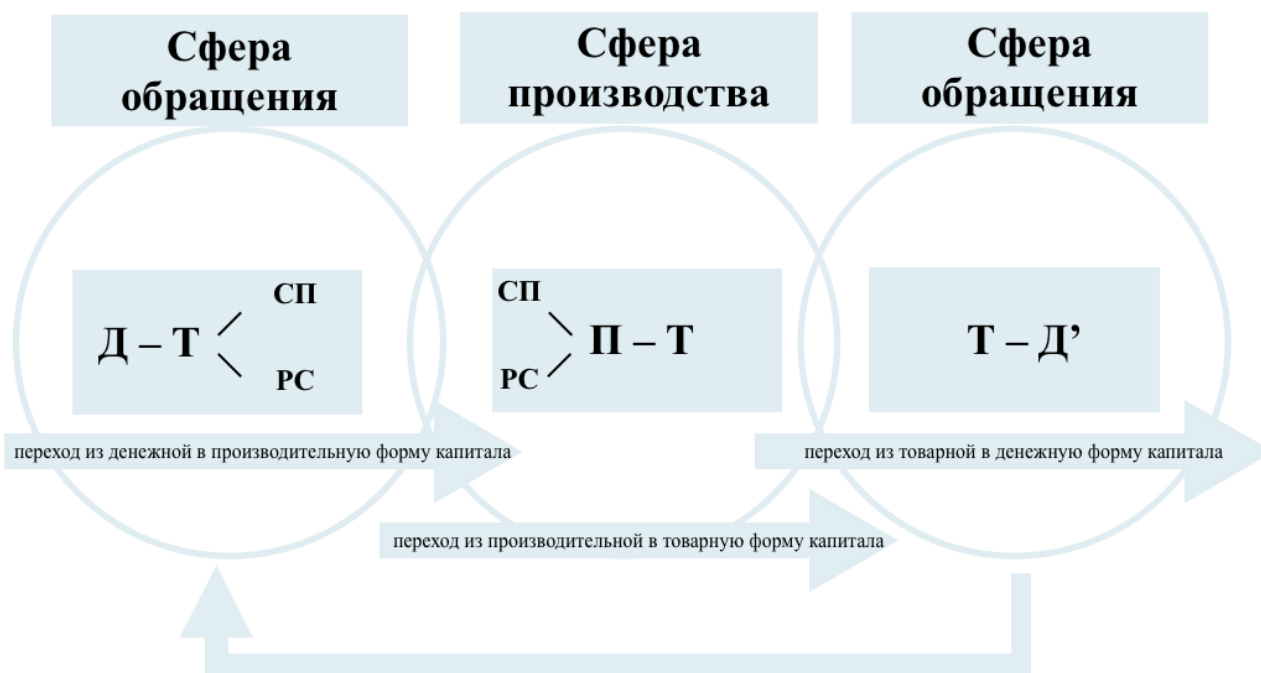 Сфера
обращения
Сфера
производства
Сфера
обращения
СП
Д – Т
РС
СП
П – Т
РС
Т – Д’
переход из денежной в производительную форму капитала
переход из товарной в денежную форму капитала
переход из производительной в товарную форму капитала